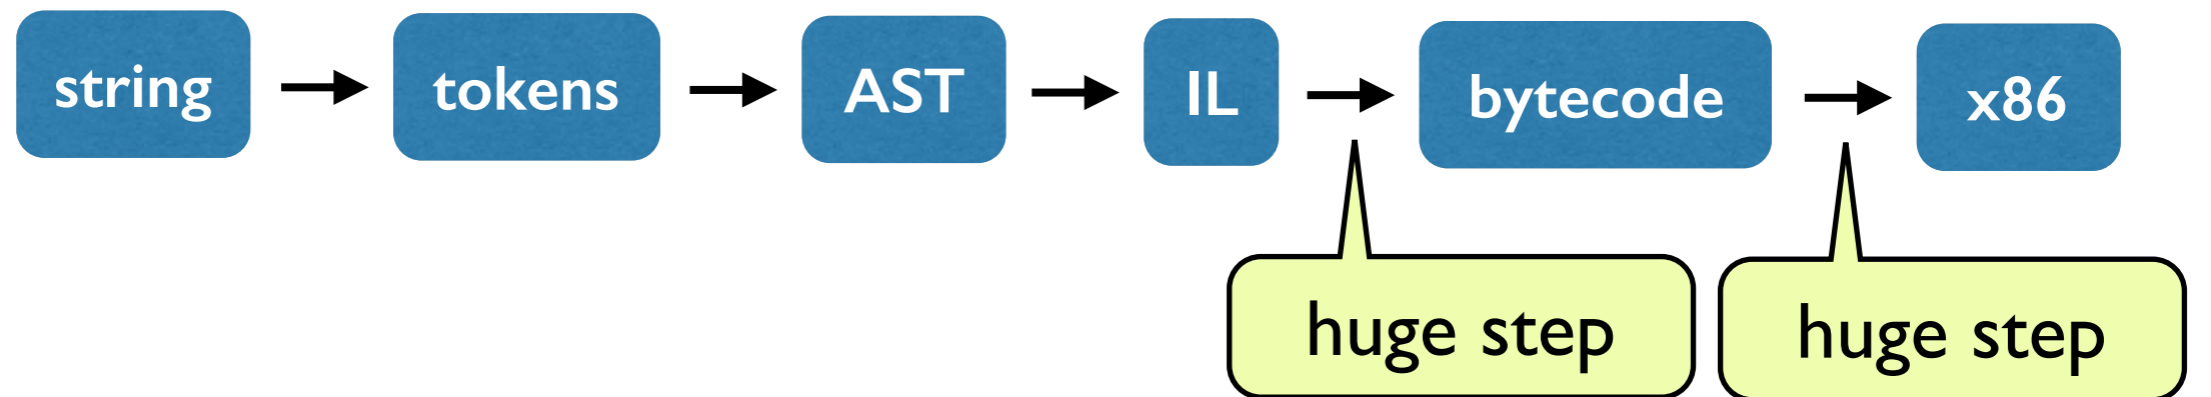 string tokens AST IL bytecode x86
huge step huge step